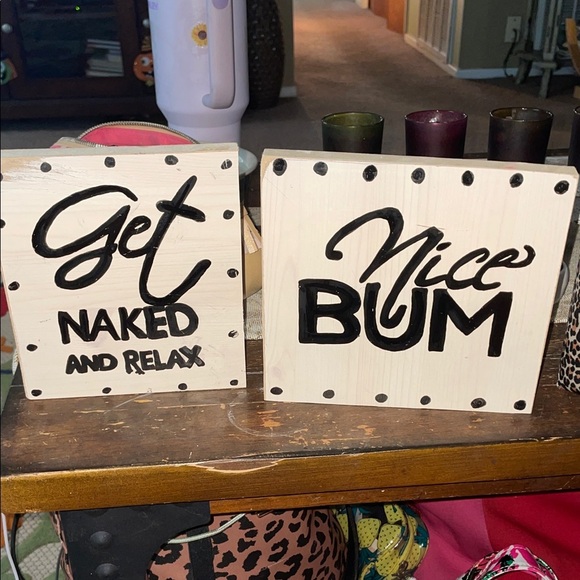 Get
NAKED
AND RELAX
Nice
BUM